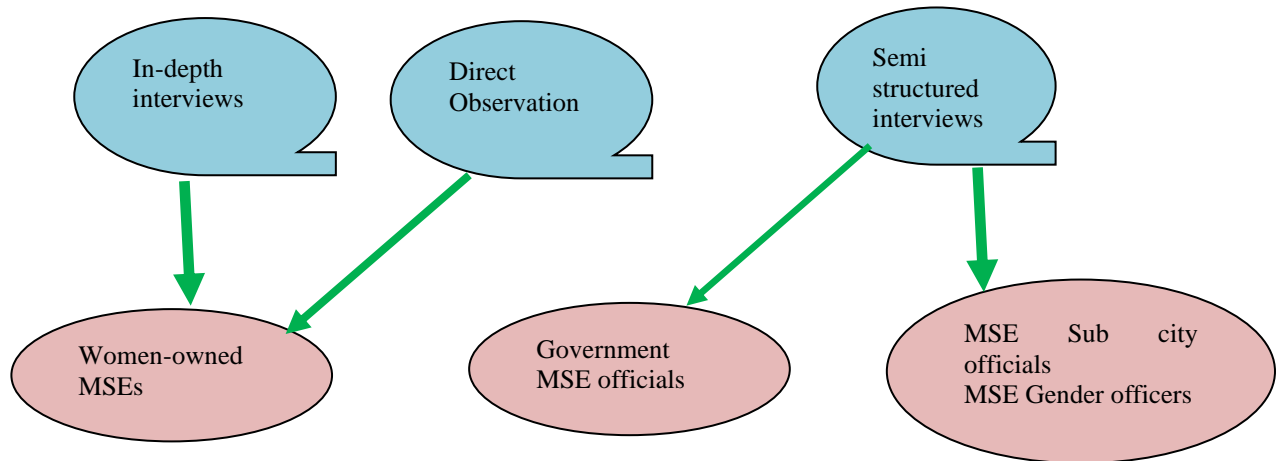 In-depth
interviews
Direct
Observation
Semi
structured
interviews
Women-owned
MSEs
Government
MSE officials
MSE Sub city
officials
MSE Gender officers